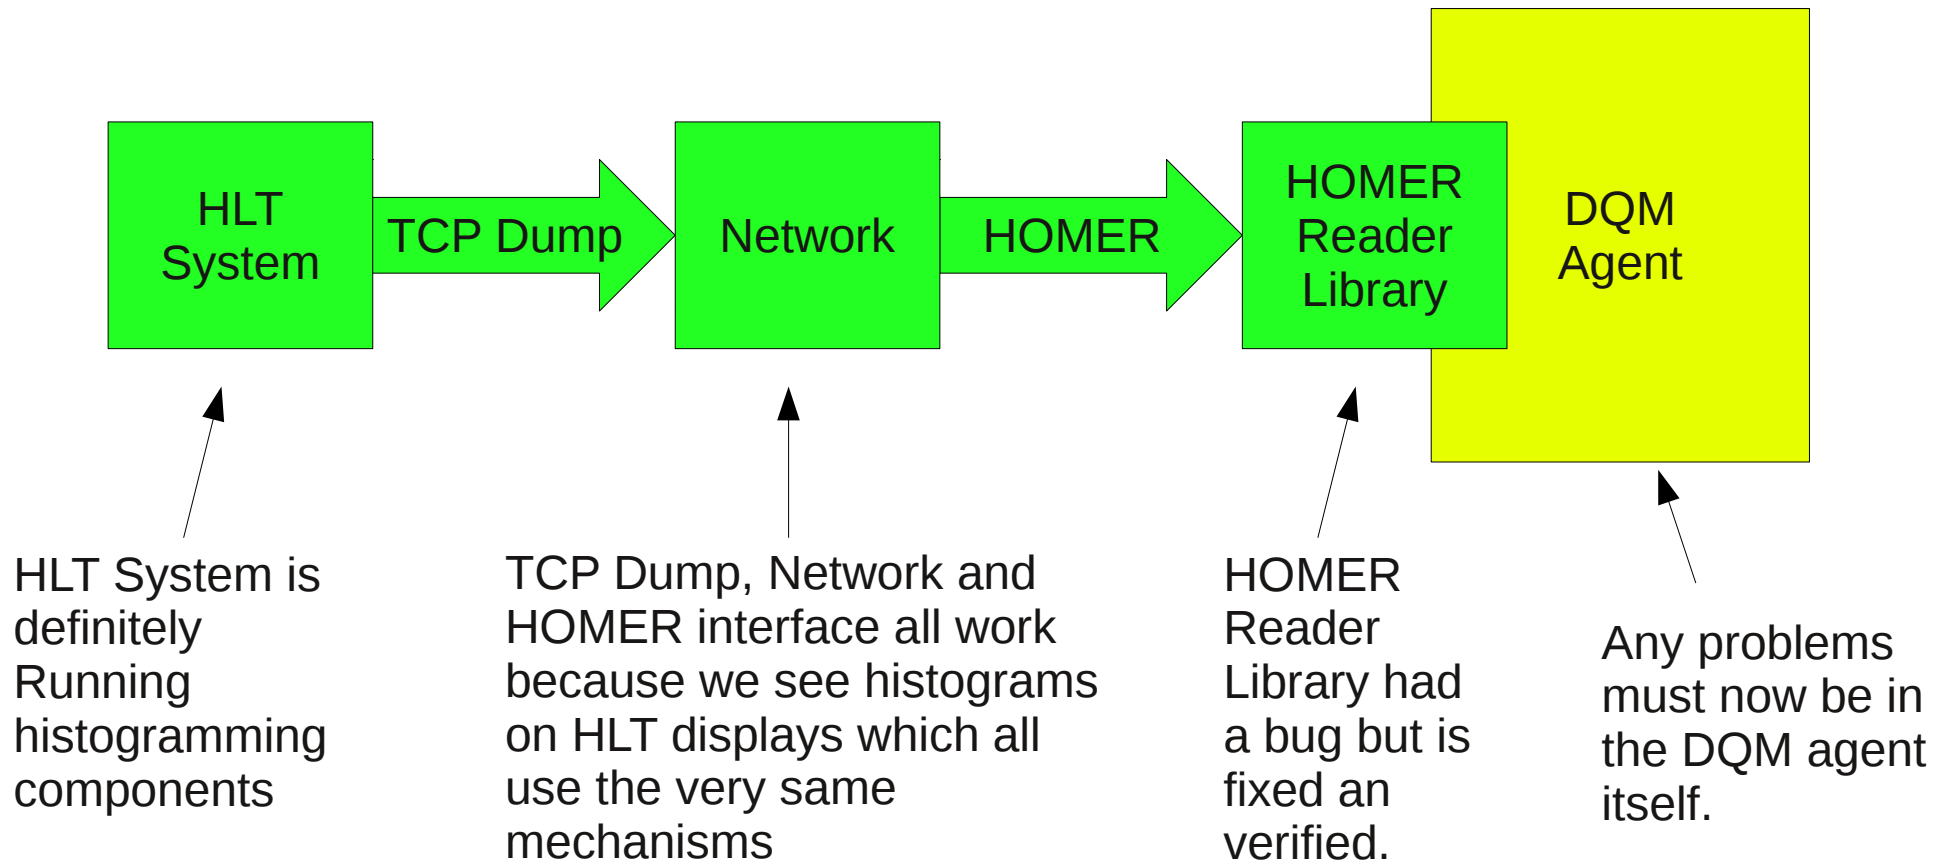 HLT
System
TCP Dump
Network
HOMER
HOMER
Reader
Library
DQM
Agent
HLT System is
definitely
Running
histogramming
components
TCP Dump, Network and
HOMER interface all work
because we see histograms
on HLT displays which all
use the very same
mechanisms
HOMER
Reader
Library had
a bug but is
fixed an
verified.
Any problems
must now be in
the DQM agent
itself.